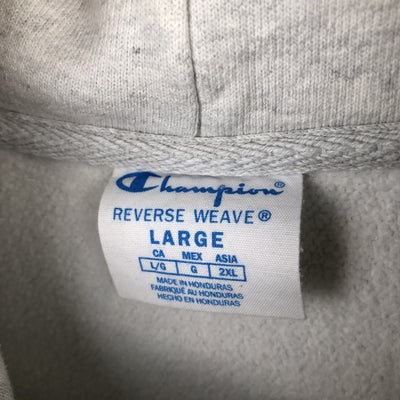 Champion
REVERSE WEAVE®
LARGE
CA MEX ASIA
L/G G 2XL
MADE IN HONDURAS
FABRIQUÉ AU HONDURAS
HECHO EN HONDURAS